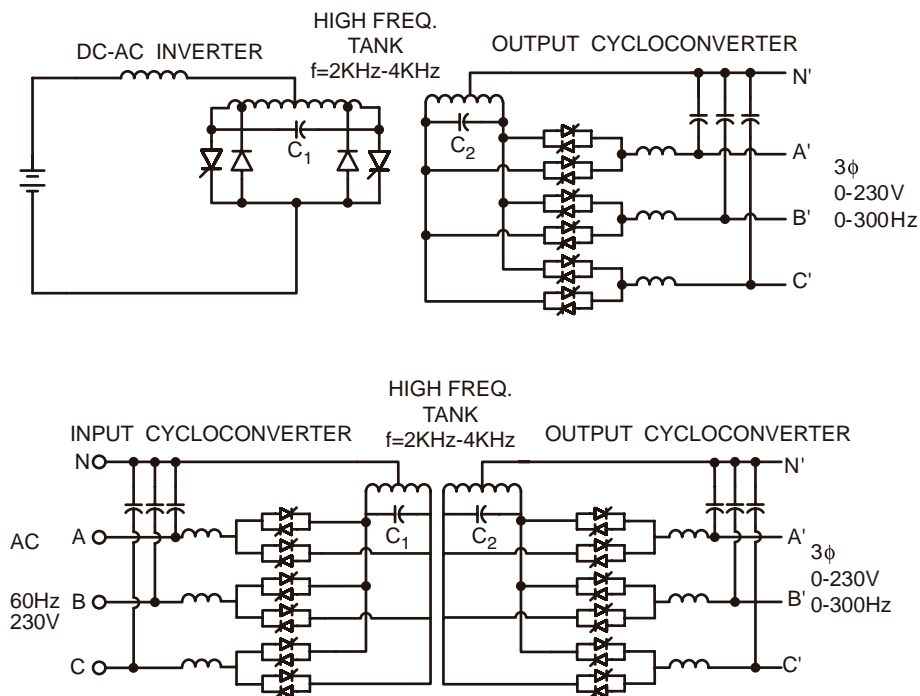 HIGH FREQ.
TANK
f=2KHz-4KHz
DC-AC INVERTER
OUTPUT CYCLOCONVERTER
N'
C₁
C₂
A'
3ϕ
0-230V
0-300Hz
B'
C'
HIGH FREQ.
TANK
f=2KHz-4KHz
INPUT CYCLOCONVERTER
OUTPUT CYCLOCONVERTER
N
N'
C₁
C₂
AC
A
A'
3ϕ
0-230V
0-300Hz
60Hz
230V
B
B'
C
C'